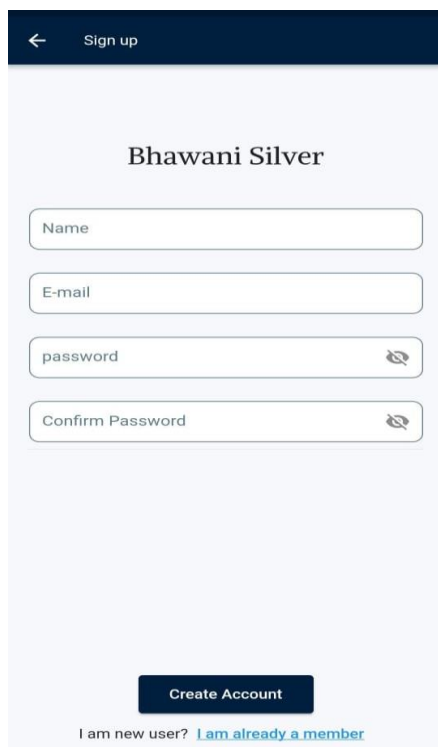 Sign up
Bhawani Silver
Name
E-mail
password
Confirm Password
Create Account
I am new user? I am already a member